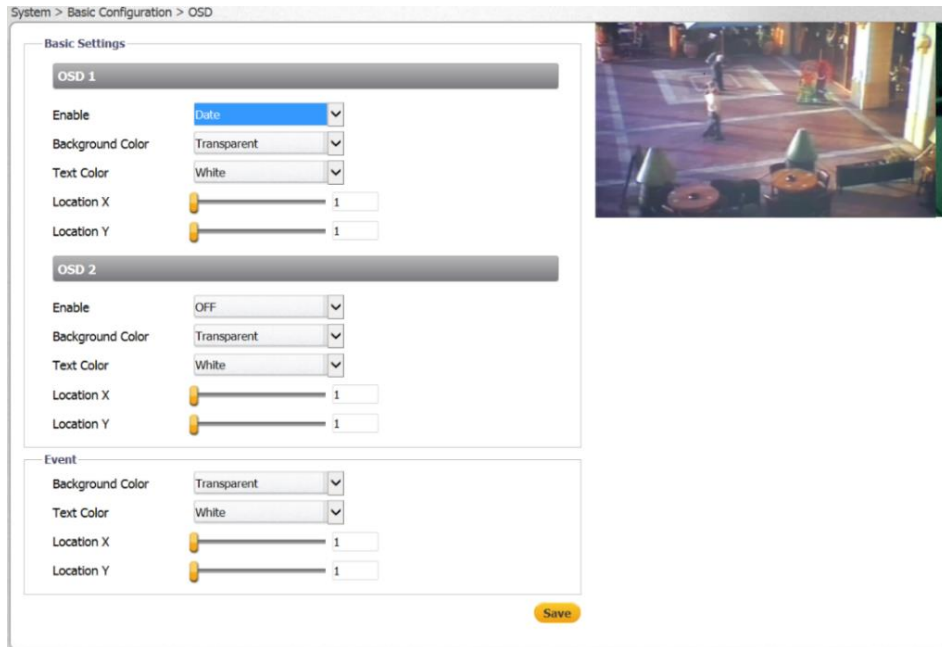 System > Basic Configuration > OSD
Basic Settings
OSD 1
Enable Date
Background Color Transparent
Text Color White
Location X 1
Location Y 1
OSD 2
Enable OFF
Background Color Transparent
Text Color White
Location X 1
Location Y 1
Event
Background Color Transparent
Text Color White
Location X 1
Location Y 1
Save